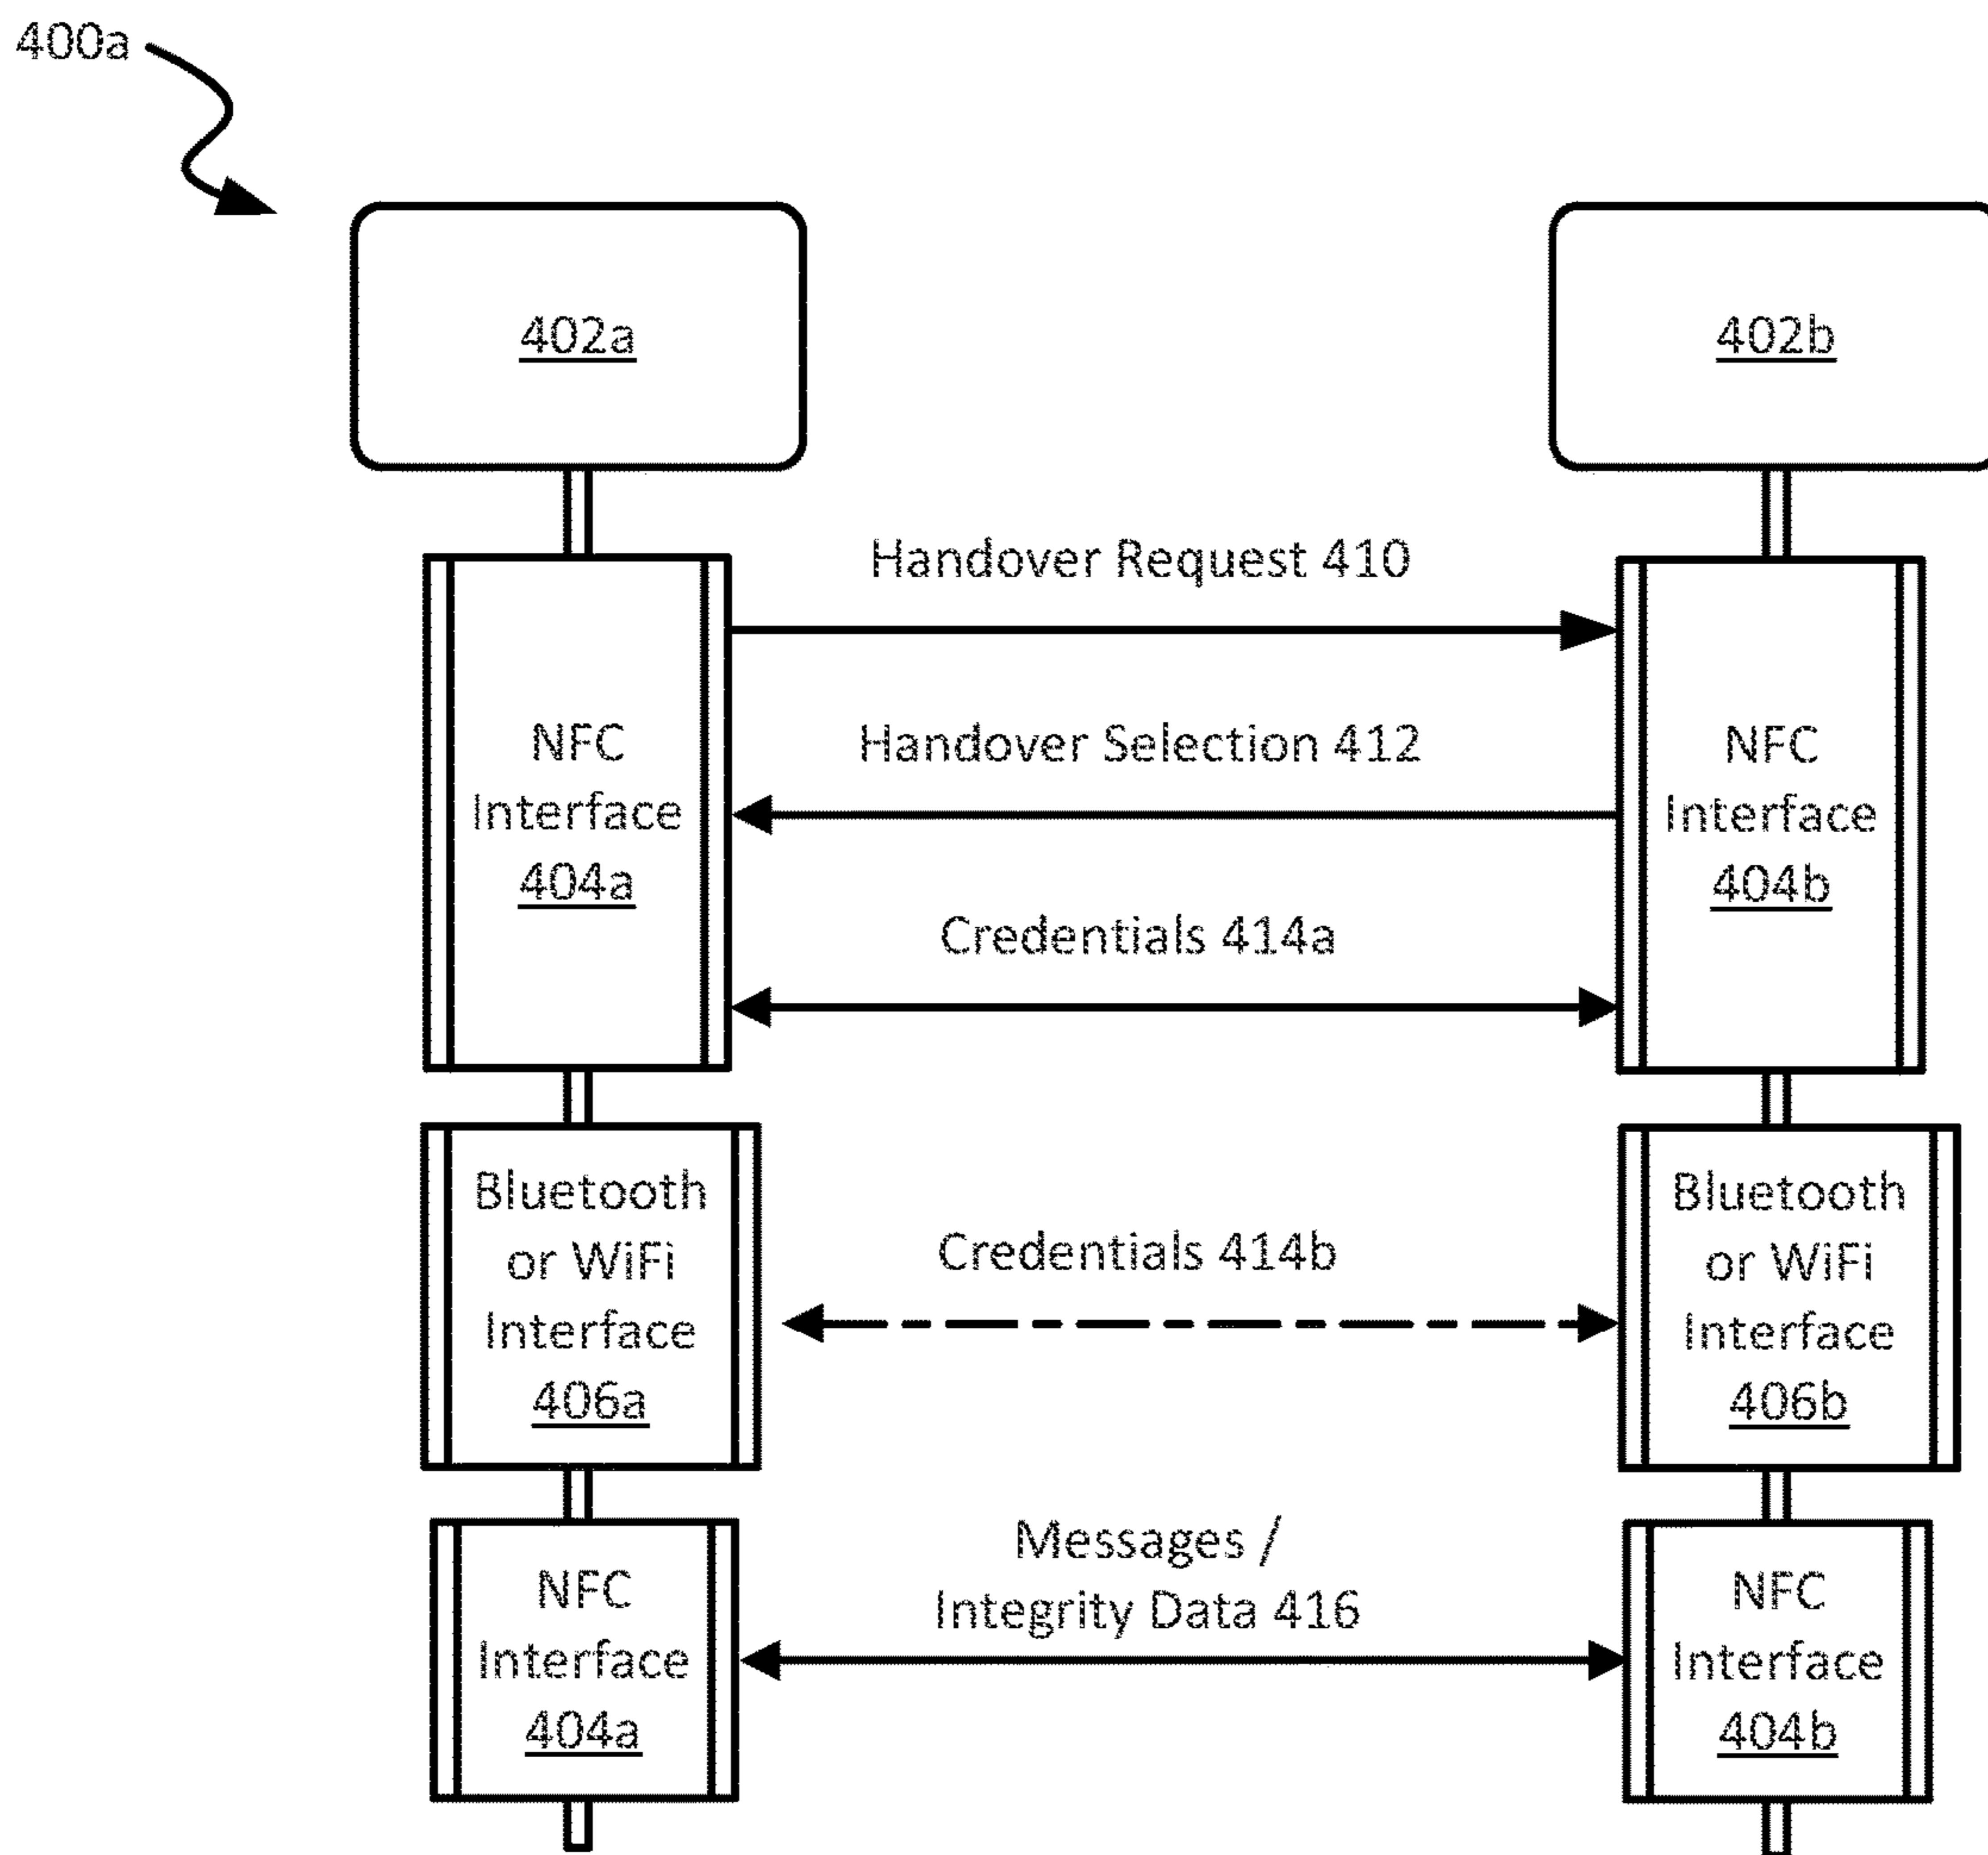 400a
402a
402b
Handover Request 410
NFC
Interface
404a
Handover Selection 412
NFC
Interface
404b
Credentials 414a
Bluetooth
or WiFi
Interface
406a
Credentials 414b
Bluetooth
or WiFi
Interface
406b
NFC
Interface
404a
Messages /
Integrity Data 416
NFC
Interface
404b